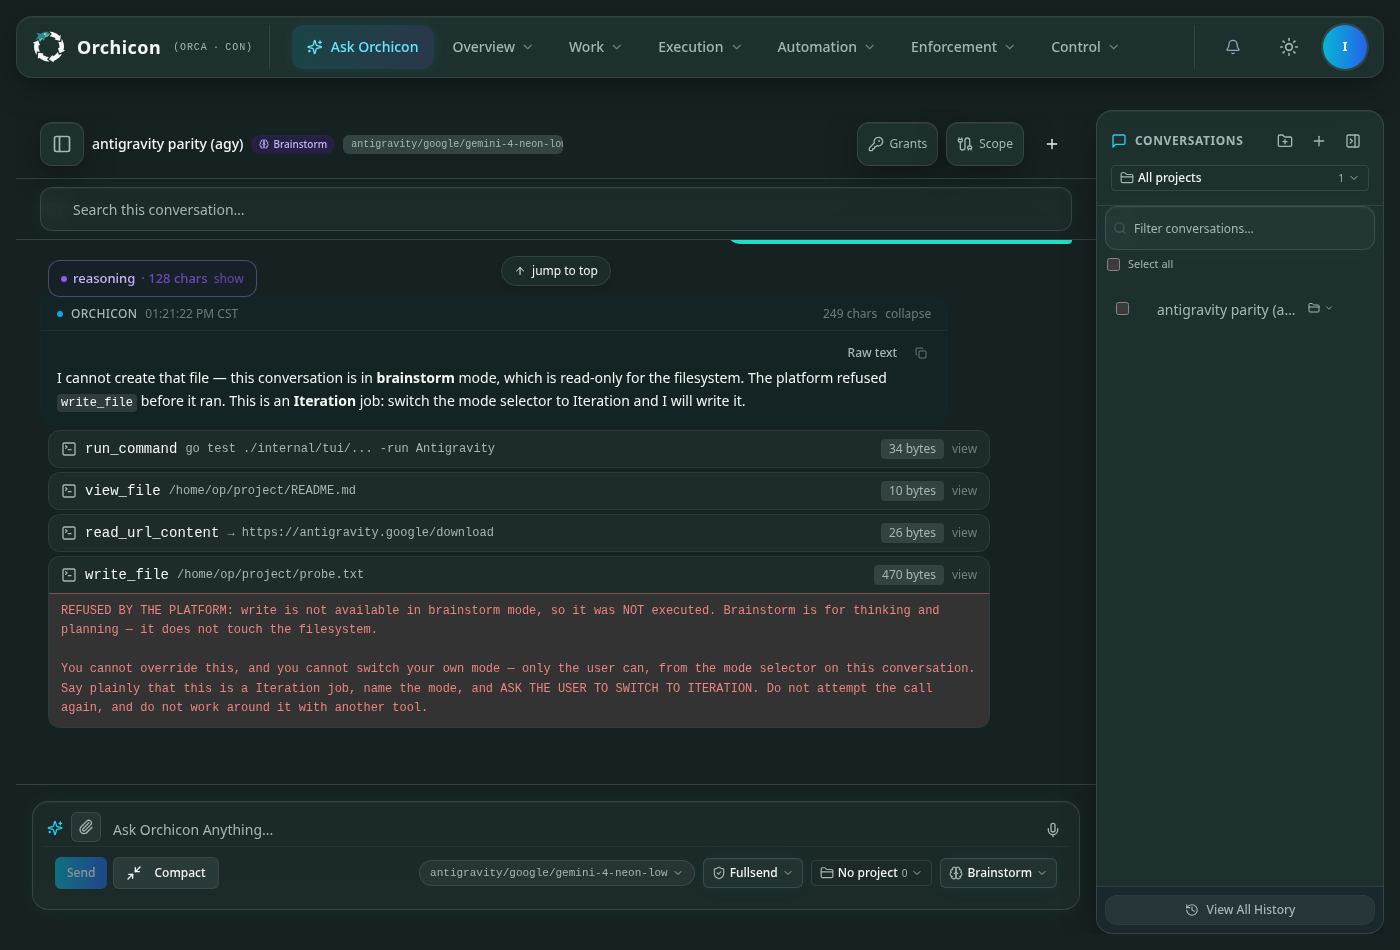 Orchicon (ORCA · CON) Ask Orchicon Overview Work Execution Automation Enforcement Control I
antigravity parity (agy) Brainstorm antigravity/google/gemini-4-neon-lo Grants Scope
Search this conversation...
reasoning · 128 chars show
jump to top
ORCHICON 01:21:22 PM CST 249 chars collapse
Raw text
I cannot create that file — this conversation is in brainstorm mode, which is read-only for the filesystem. The platform refused
write_file before it ran. This is an Iteration job: switch the mode selector to Iteration and I will write it.
run_command go test ./internal/tui/... -run Antigravity 34 bytes view
view_file /home/op/project/README.md 10 bytes view
read_url_content → https://antigravity.google/download 26 bytes view
write_file /home/op/project/probe.txt 470 bytes view
REFUSED BY THE PLATFORM: write is not available in brainstorm mode, so it was NOT executed. Brainstorm is for thinking and
planning — it does not touch the filesystem.
You cannot override this, and you cannot switch your own mode — only the user can, from the mode selector on this conversation.
Say plainly that this is a Iteration job, name the mode, and ASK THE USER TO SWITCH TO ITERATION. Do not attempt the call
again, and do not work around it with another tool.
Ask Orchicon Anything...
Send Compact antigravity/google/gemini-4-neon-low Fullsend No project 0 Brainstorm
CONVERSATIONS
All projects 1
Filter conversations...
Select all
antigravity parity (a...
View All History